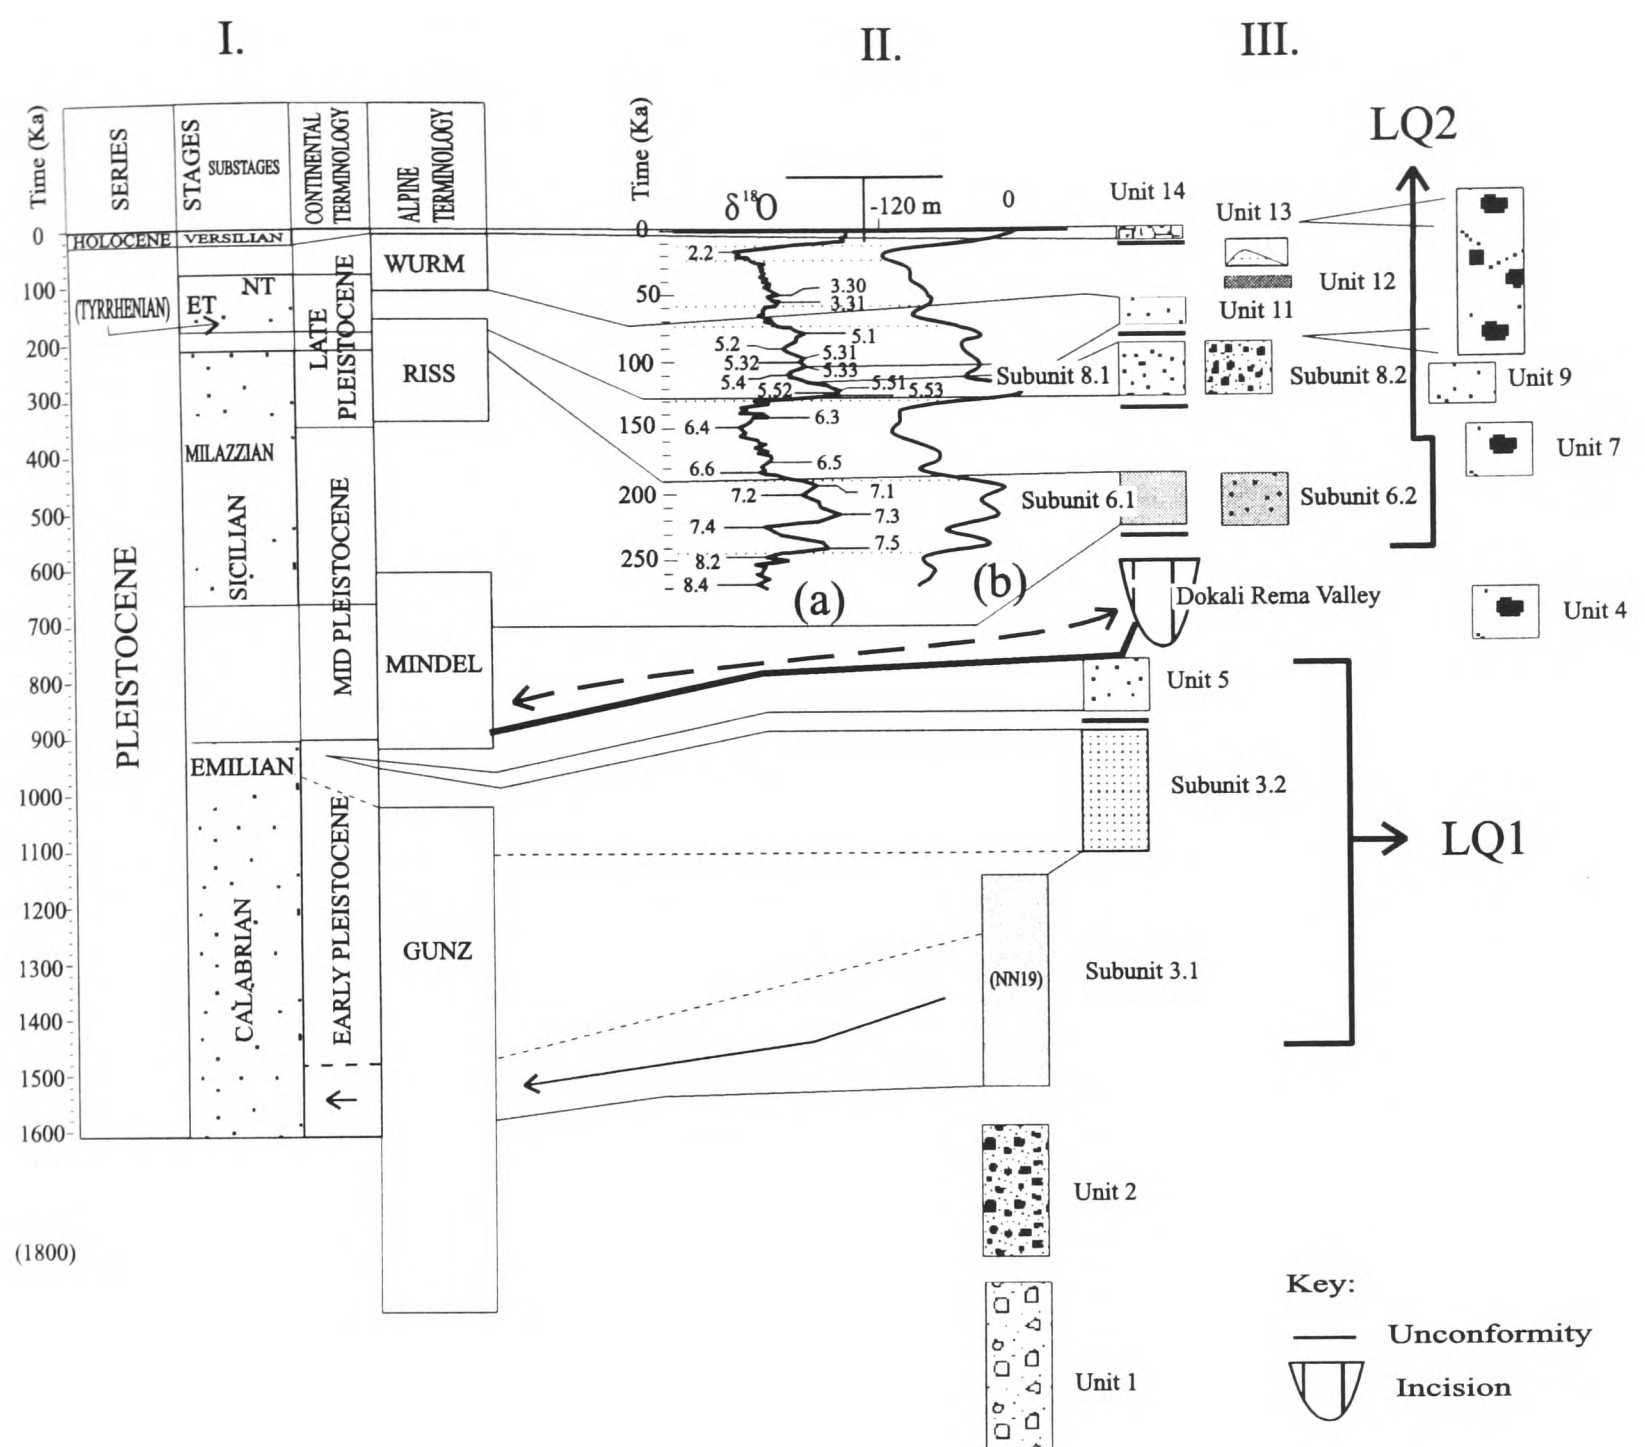 I.
II.
III.
Time (Ka)
SERIES
STAGES
SUBSTAGES
CONTINENTAL
TERMINOLOGY
ALPINE
TERMINOLOGY
0
100
200
300
400
500
600
700
800
900
1000
1100
1200
1300
1400
1500
1600
(1800)
HOLOCENE
VERSILIAN
(TYRRHENIAN)
NT
ET
MILAZZIAN
SICILIAN
EMILIAN
CALABRIAN
PLEISTOCENE
LATE
PLEISTOCENE
MID PLEISTOCENE
EARLY PLEISTOCENE
WURM
RISS
MINDEL
GUNZ
Time (Ka)
δ18O
-120 m
0
0
50
100
150
200
250
2.2
3.30
3.31
5.1
5.2
5.31
5.32
5.33
5.4
5.51
5.52
5.53
6.3
6.4
6.5
6.6
7.1
7.2
7.3
7.4
7.5
8.2
8.4
(a)
(b)
LQ2
Unit 14
Unit 13
Unit 12
Unit 11
Subunit 8.1
Subunit 8.2
Unit 9
Unit 7
Subunit 6.1
Subunit 6.2
Dokali Rema Valley
Unit 4
Unit 5
Subunit 3.2
LQ1
(NN19)
Subunit 3.1
Unit 2
Unit 1
Key:
Unconformity
Incision